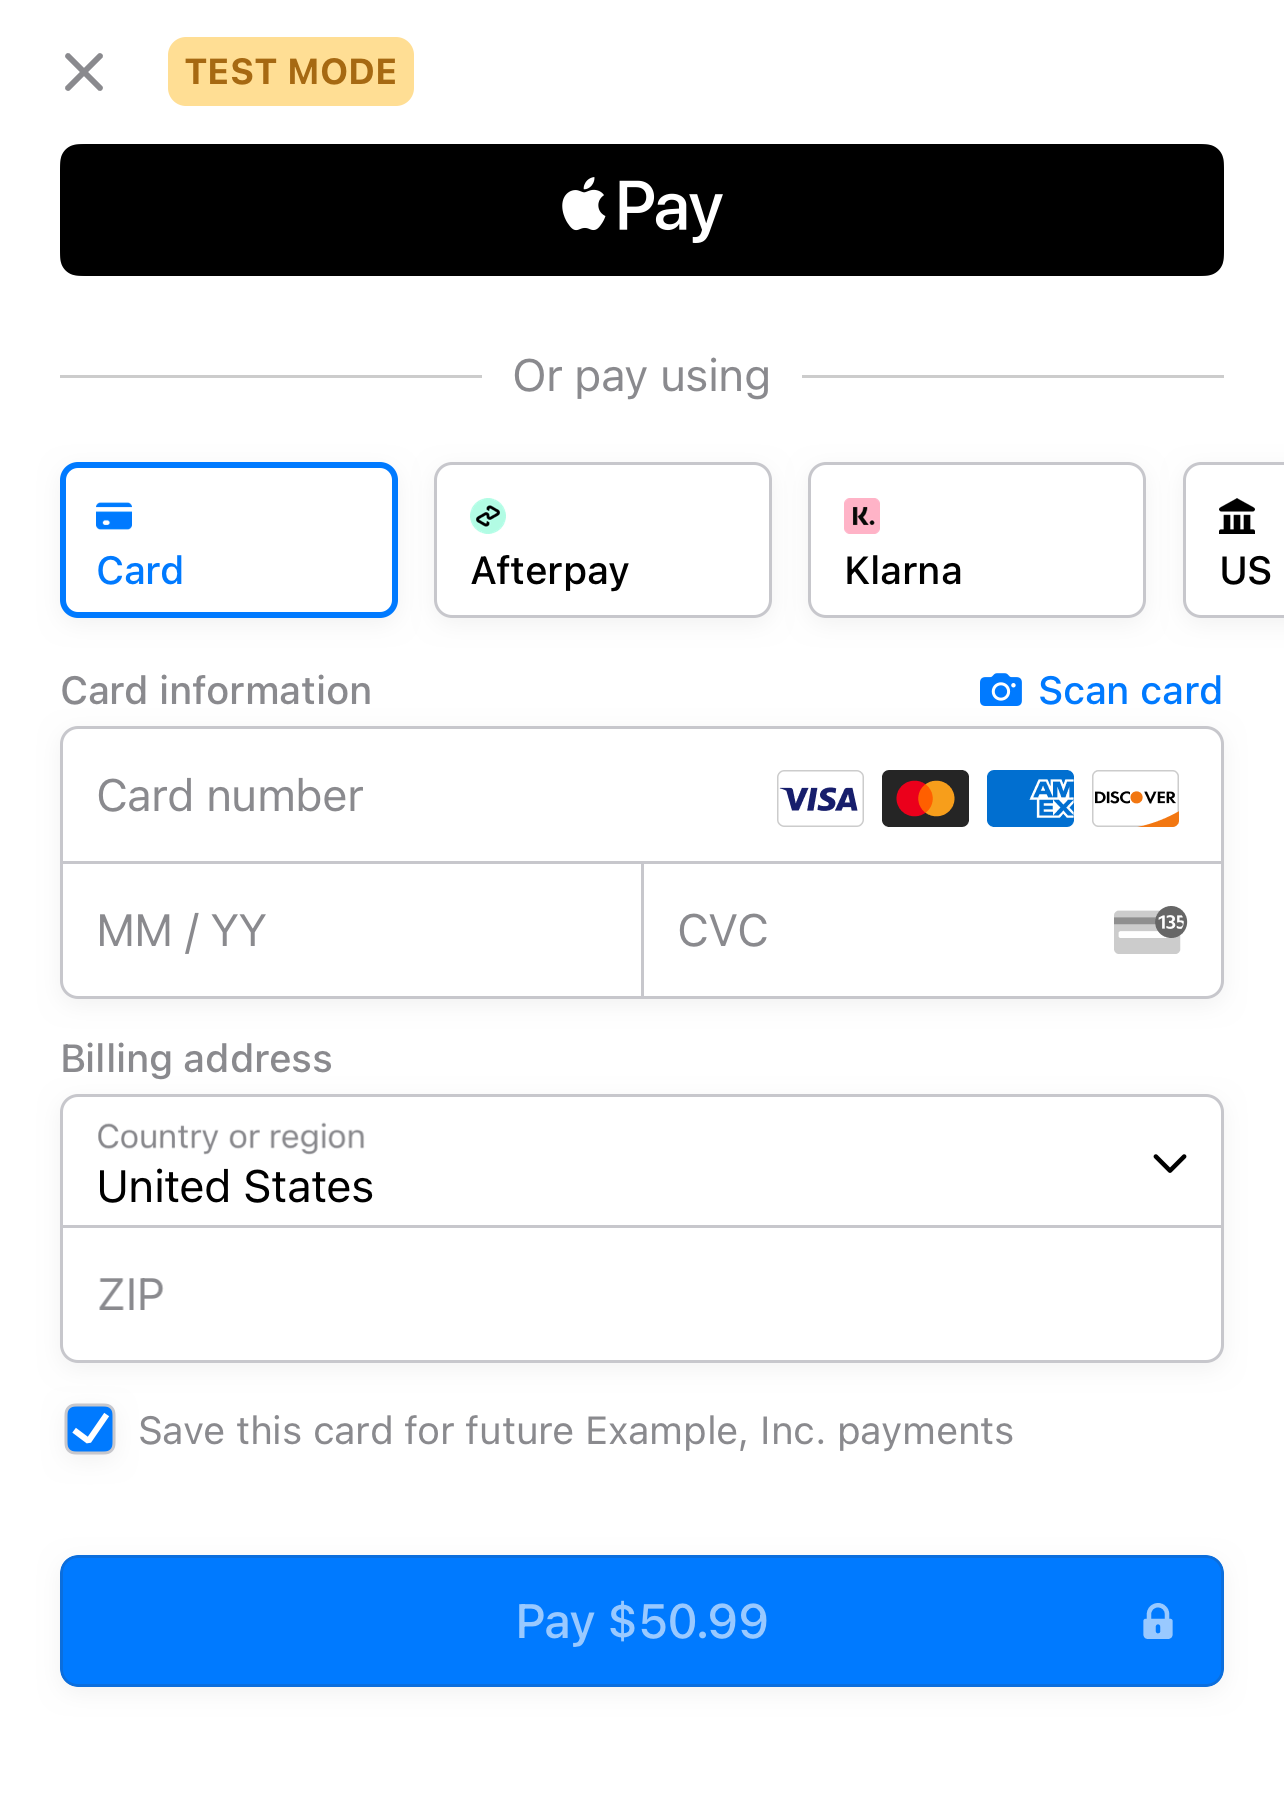 TEST MODE
Pay
Or pay using
Card
Afterpay
K.
Klarna
US
Card information
Scan card
Card number
VISA
AM
EX
DISCOVER
MM / YY
CVC
135
Billing address
Country or region
United States
ZIP
Save this card for future Example, Inc. payments
Pay $50.99